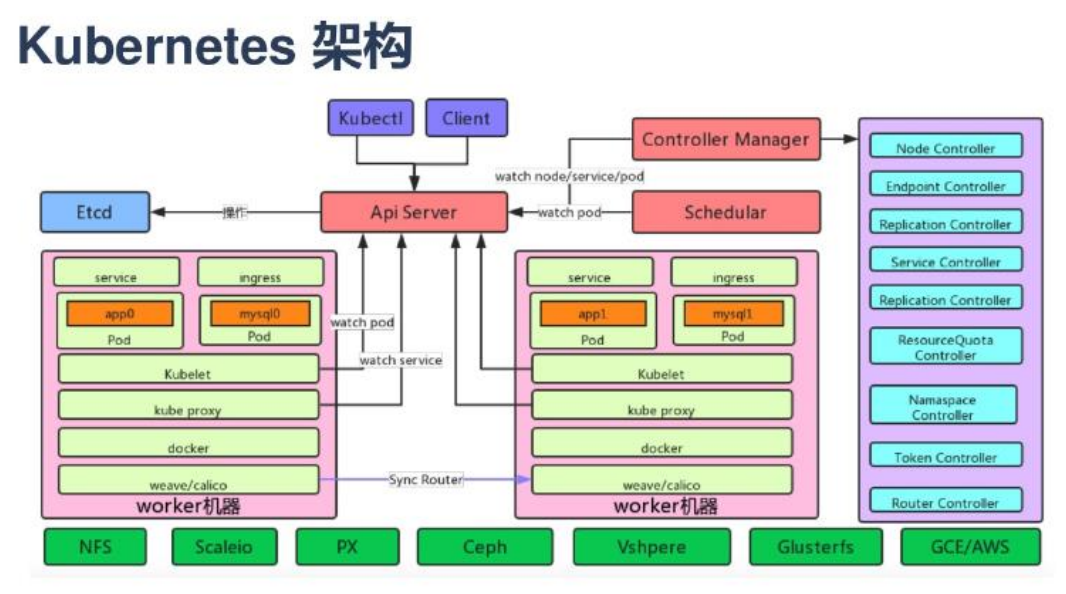 Kubernetes 架构
Kubectl
Client
Controller Manager
watch node/service/pod
Etcd
操作
Api Server
watch pod
Schedular
Node Controller
Endpoint Controller
Replication Controller
Service Controller
Replication Controller
ResourceQuota
Controller
Namaspace
Controller
Token Controller
Router Controller
service
ingress
app0
Pod
mysql0
Pod
Kubelet
kube proxy
docker
weave/calico
worker机器
watch pod
watch service
Sync Router
service
ingress
app1
Pod
mysql1
Pod
Kubelet
kube proxy
docker
weave/calico
worker机器
NFS
Scaleio
PX
Ceph
Vshpere
Glusterfs
GCE/AWS